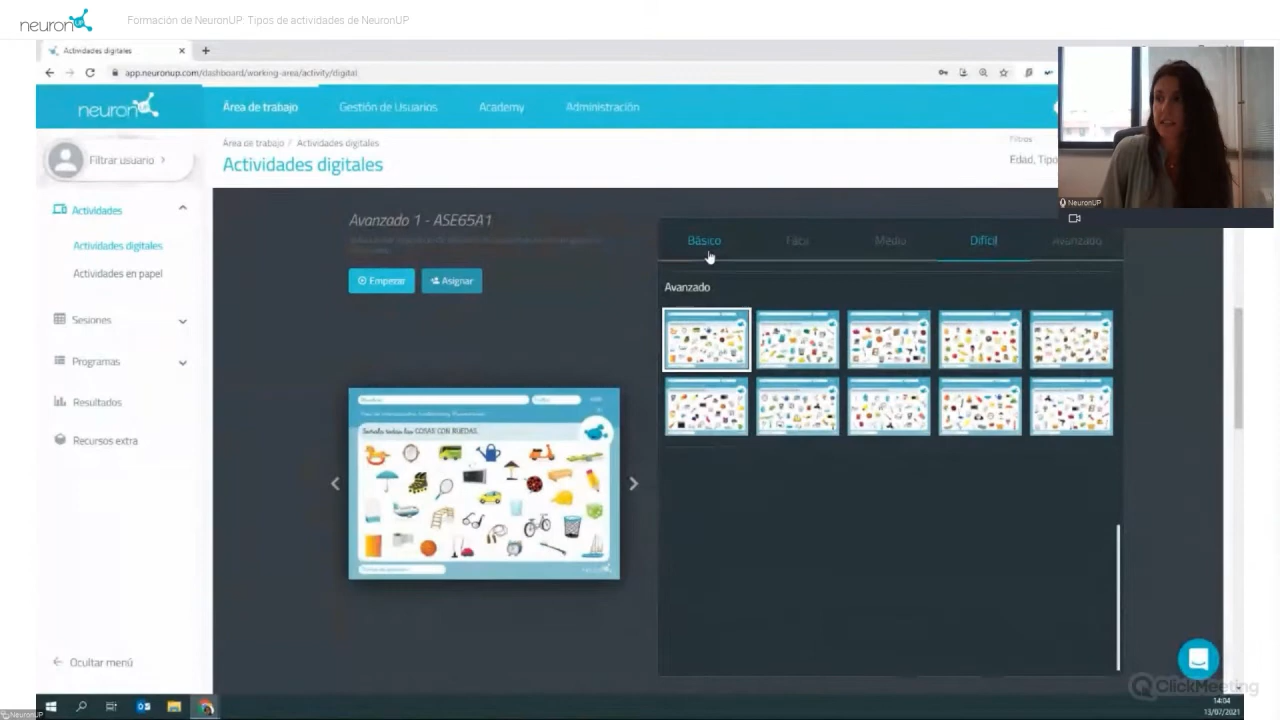 neuronUP
Formación de NeuronUP: Tipos de actividades de NeuronUP
Actividades digitales
app.neuronup.com/dashboard/working-area/activity/digital
neuronUP
Área de trabajo
Gestión de Usuarios
Academy
Administración
Filtrar usuario
Área de trabajo / Actividades digitales
Filtros
Actividades digitales
Edad, Tipo
NeuronUP
Actividades
Actividades digitales
Actividades en papel
Sesiones
Programas
Resultados
Recursos extra
Ocultar menú
Avanzado 1 - ASE65A1
Empezar
Asignar
Básico
Fácil
Medio
Difícil
Avanzado
Avanzado
Señala todas las COSAS CON RUEDAS.
ClickMeeting
14:04
13/07/2021
NeuronUP